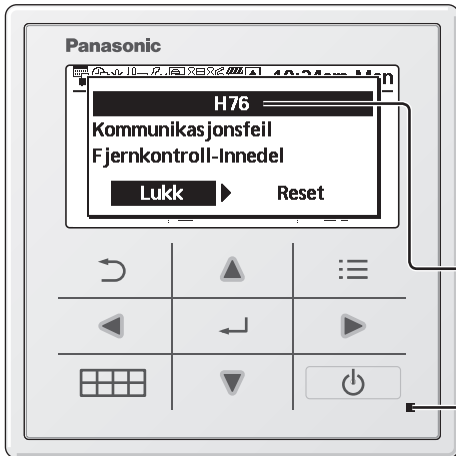 Panasonic
10:34am Mon
H76
Kommunikasjonsfeil
Fjernkontroll-Innedel
Lukk Reset